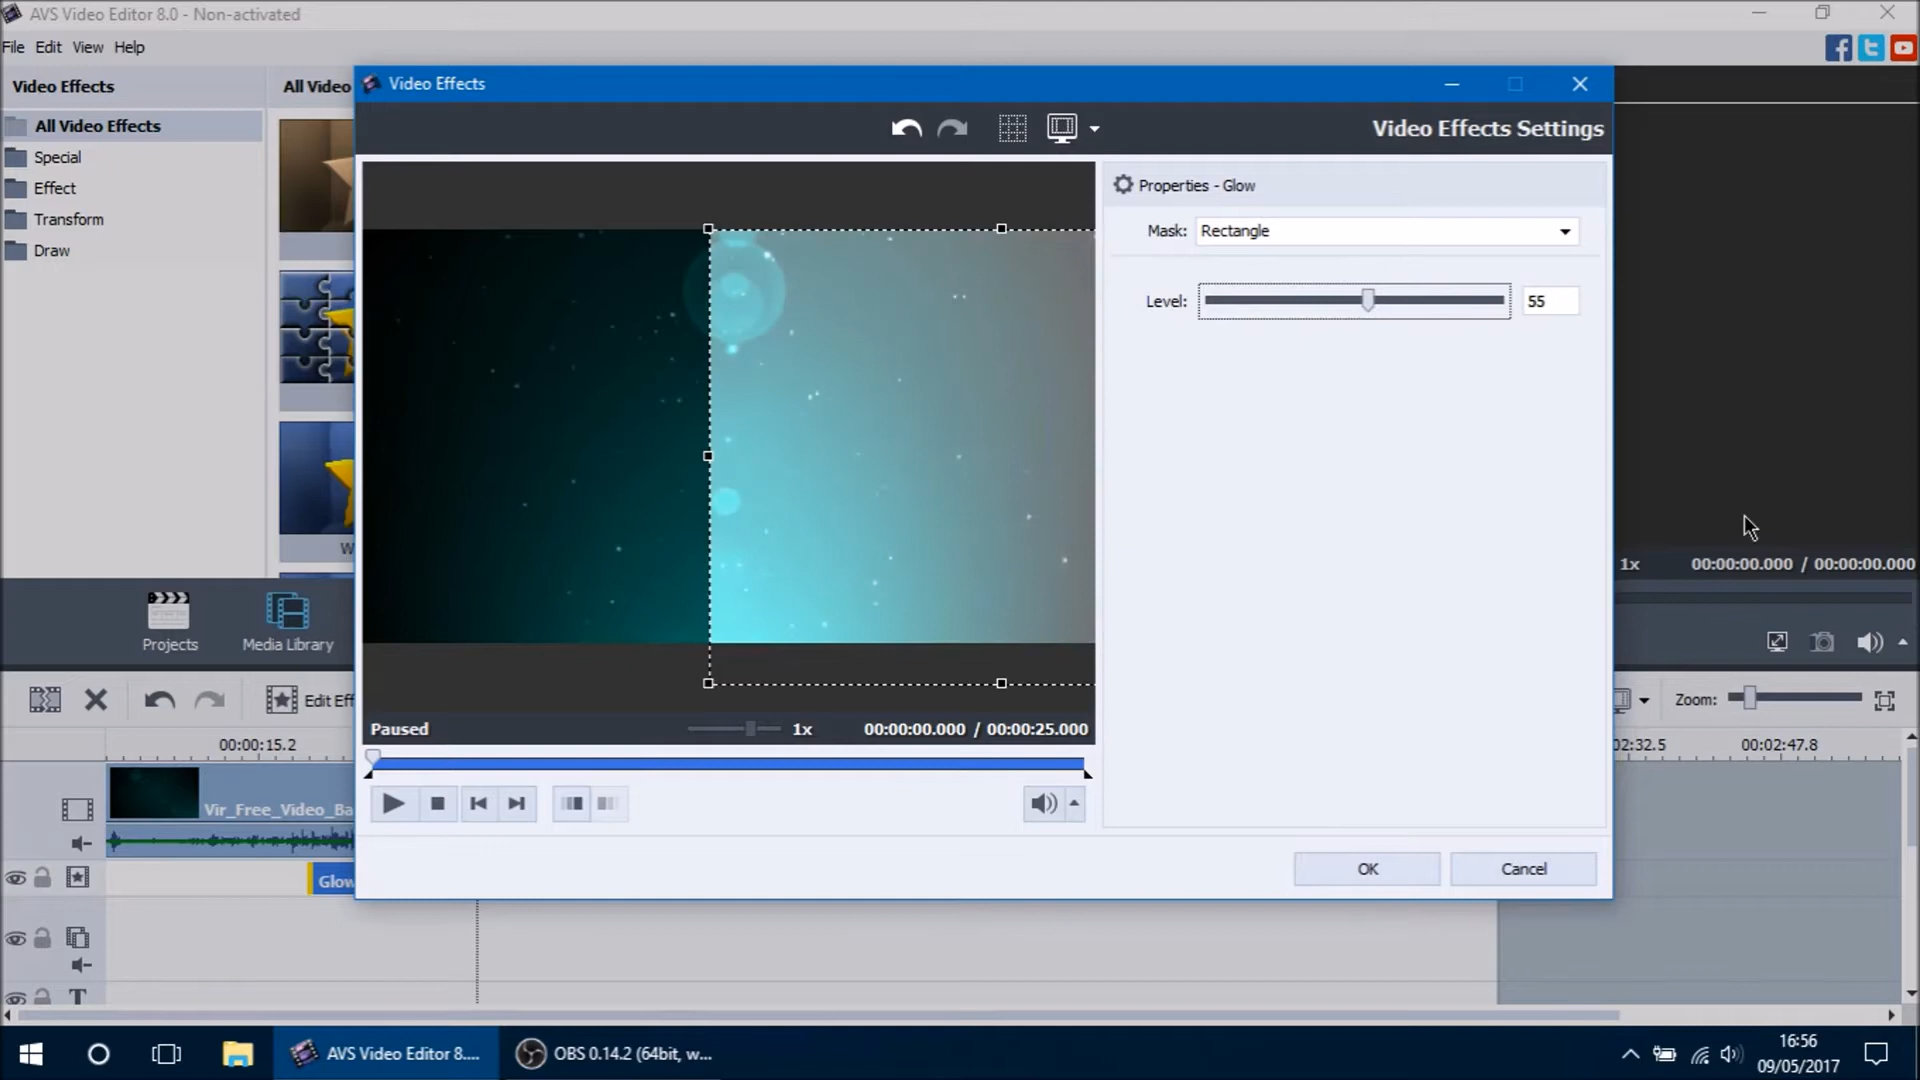 AVS Video Editor 8.0 - Non-activated
File Edit View Help
Video Effects
All Video
All Video Effects
Special
Effect
Transform
Draw
W
Projects
Media Library
Video Effects
Video Effects Settings
Properties - Glow
Mask: Rectangle
Level: 55
Paused 1x 00:00:00.000 / 00:00:25.000
OK Cancel
1x 00:00:00.000 / 00:00:00.000
Edit Eff
Zoom:
00:00:15.2
02:32.5 00:02:47.8
Vir_Free_Video_Ba
Glow
T
AVS Video Editor 8....
OBS 0.14.2 (64bit, w...
16:56
09/05/2017